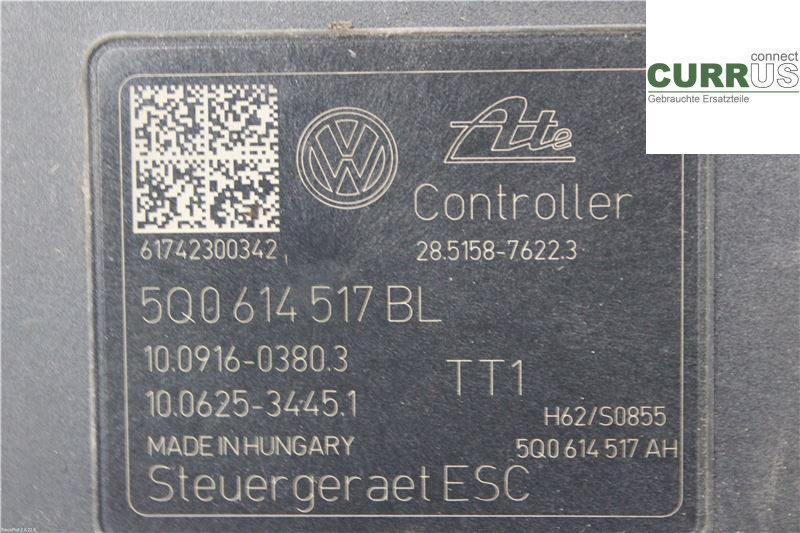 connect
CURRUS
Gebrauchte Ersatzteile
Ate
Controller
61742300342
28.5158-7622.3
5Q0 614 517 BL
10.0916-0380.3
TT1
10.0625-3445.1
H62/S0855
MADE IN HUNGARY
5Q0 614 517 AH
Steuergeraet ESC